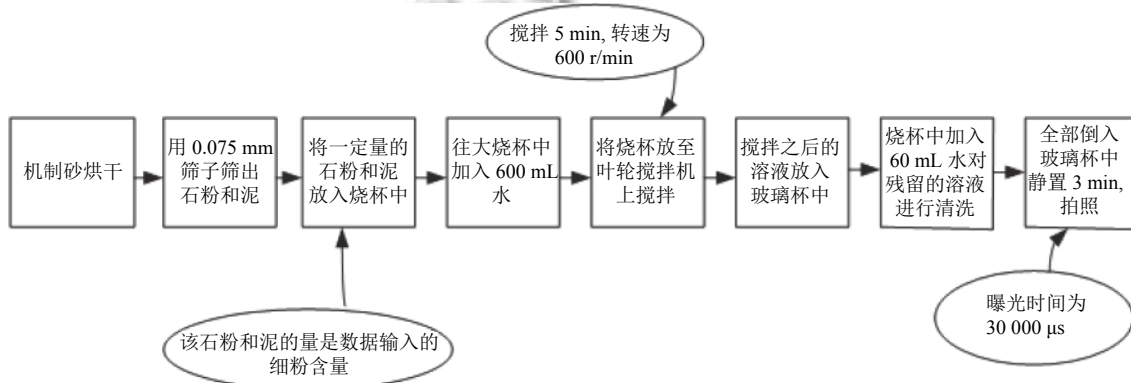 搅拌 5 min, 转速为
600 r/min
机制砂烘干
用 0.075 mm
筛子筛出
石粉和泥
将一定量的
石粉和泥
放入烧杯中
往大烧杯中
加入 600 mL
水
将烧杯放至
叶轮搅拌机
上搅拌
搅拌之后的
溶液放入
玻璃杯中
烧杯中加入
60 mL 水对
残留的溶液
进行清洗
全部倒入
玻璃杯中
静置 3 min,
拍照
该石粉和泥的量是数据输入的
细粉含量
曝光时间为
30 000 μs